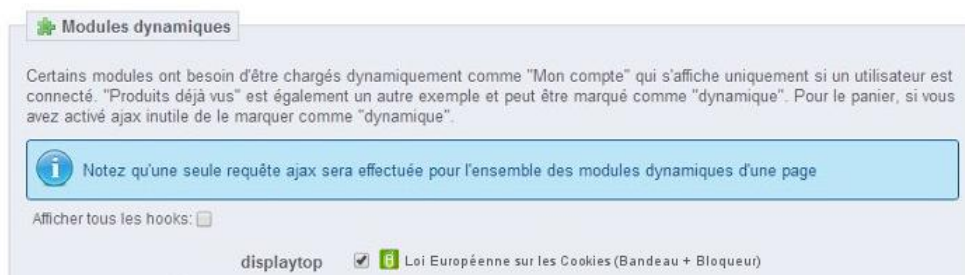 Modules dynamiques
Certains modules ont besoin d'être chargés dynamiquement comme "Mon compte" qui s'affiche uniquement si un utilisateur est
connecté. "Produits déjà vus" est également un autre exemple et peut être marqué comme "dynamique". Pour le panier, si vous
avez activé ajax inutile de le marquer comme "dynamique".
Notez qu'une seule requête ajax sera effectuée pour l'ensemble des modules dynamiques d'une page
Afficher tous les hooks:
displaytop Loi Européenne sur les Cookies (Bandeau + Bloqueur)